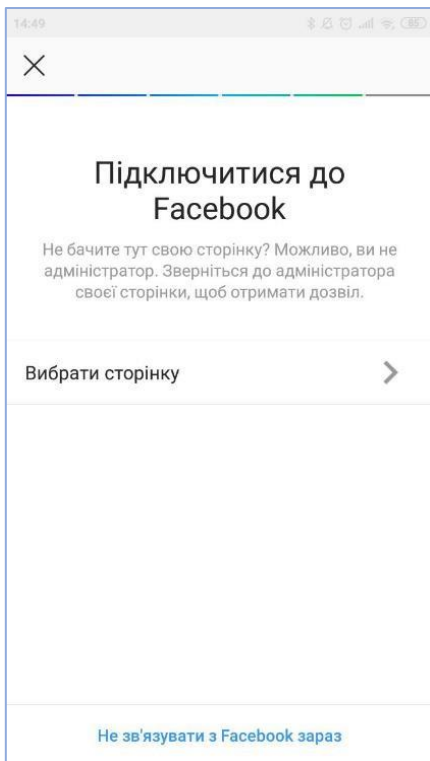 14:49
85
Підключитися до
Facebook
Не бачите тут свою сторінку? Можливо, ви не
адміністратор. Зверніться до адміністратора
своєї сторінки, щоб отримати дозвіл.
Вибрати сторінку
Не зв'язувати з Facebook зараз